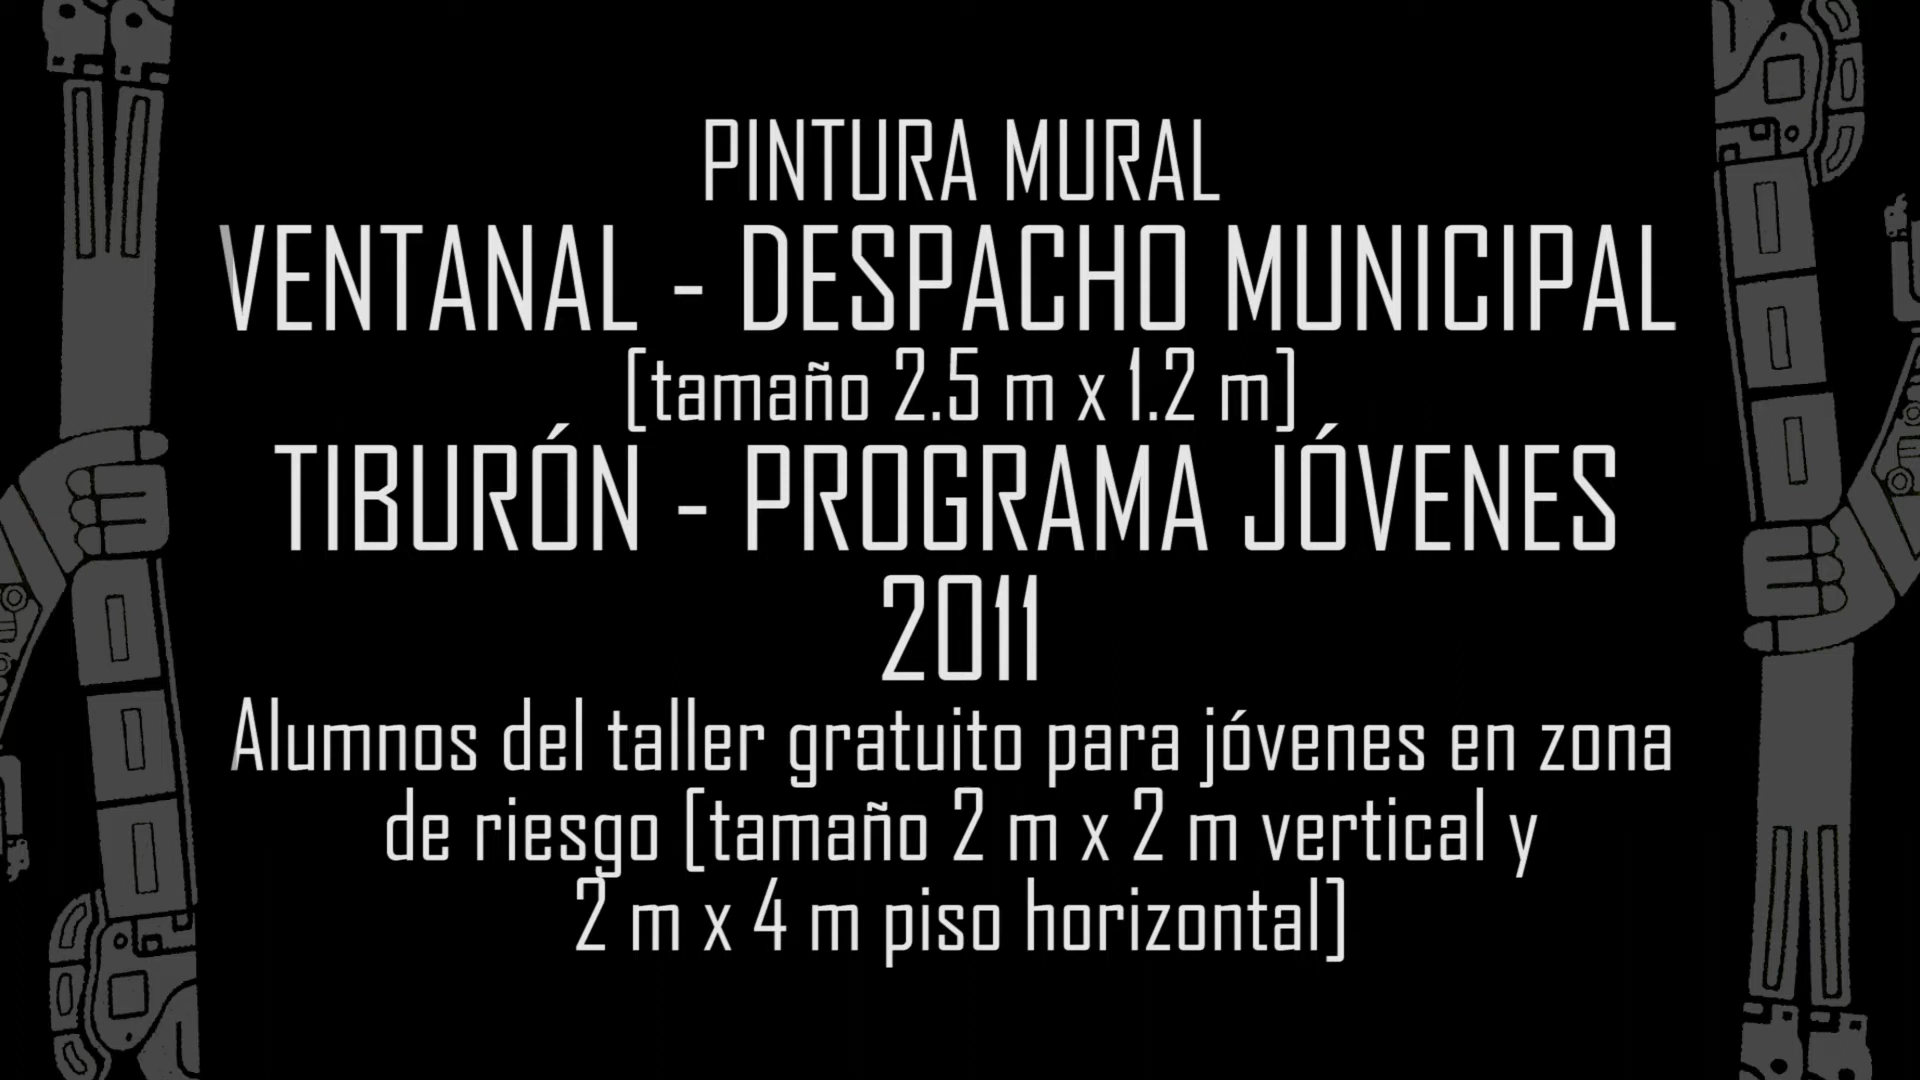 PINTURA MURAL
VENTANAL - DESPACHO MUNICIPAL
[tamaño 2.5 m x 1.2 m]
TIBURÓN - PROGRAMA JÓVENES
2011
Alumnos del taller gratuito para jóvenes en zona
de riesgo [tamaño 2 m x 2 m vertical y
2 m x 4 m piso horizontal]